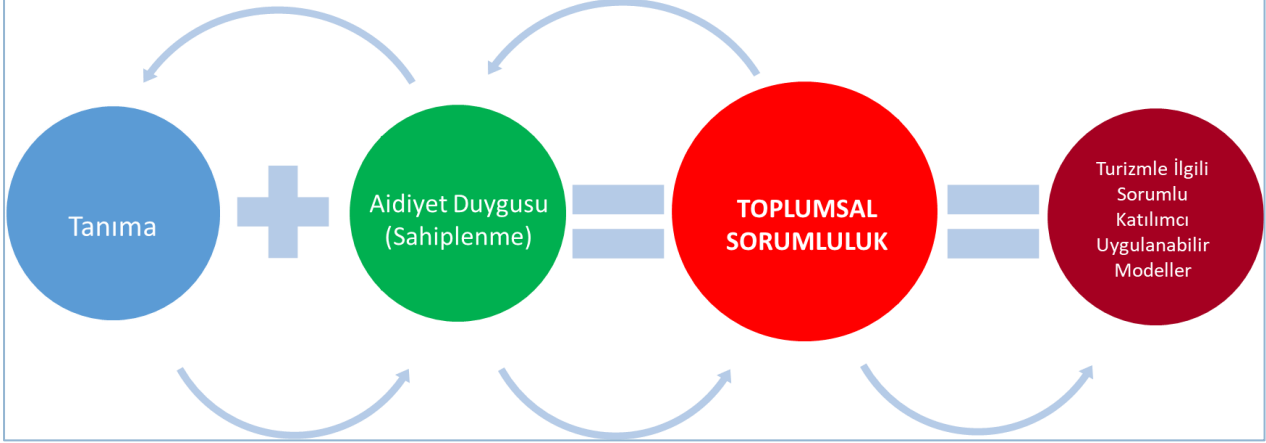 Tanıma
Aidiyet Duygusu
(Sahiplenme)
TOPLUMSAL
SORUMLULUK
Turizmle İlgili
Sorumlu
Katılımcı
Uygulanabilir
Modeller